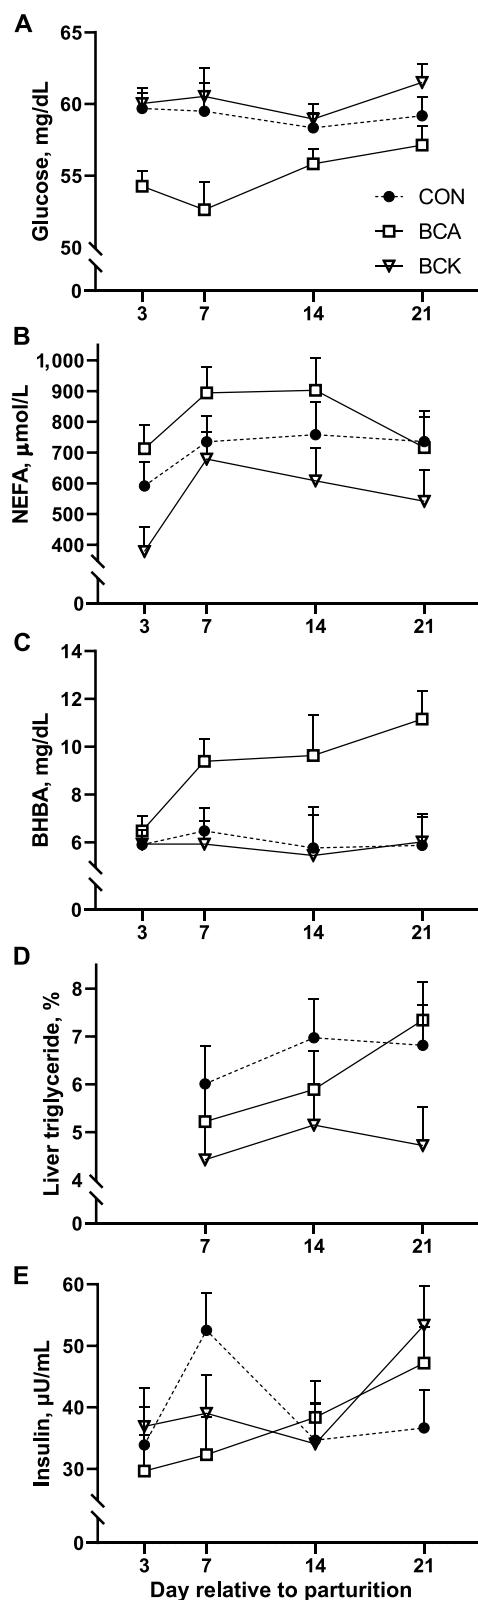 A
Glucose, mg/dL
65
60
55
50
0
CON
BCA
BCK
3 7 14 21
B
NEFA, µmol/L
1,000
900
800
700
600
500
400
0
3 7 14 21
C
BHBA, mg/dL
14
12
10
8
6
0
3 7 14 21
D
Liver triglyceride, %
8
7
6
5
4
0
7 14 21
E
Insulin, µU/mL
60
50
40
30
0
3 7 14 21
Day relative to parturition